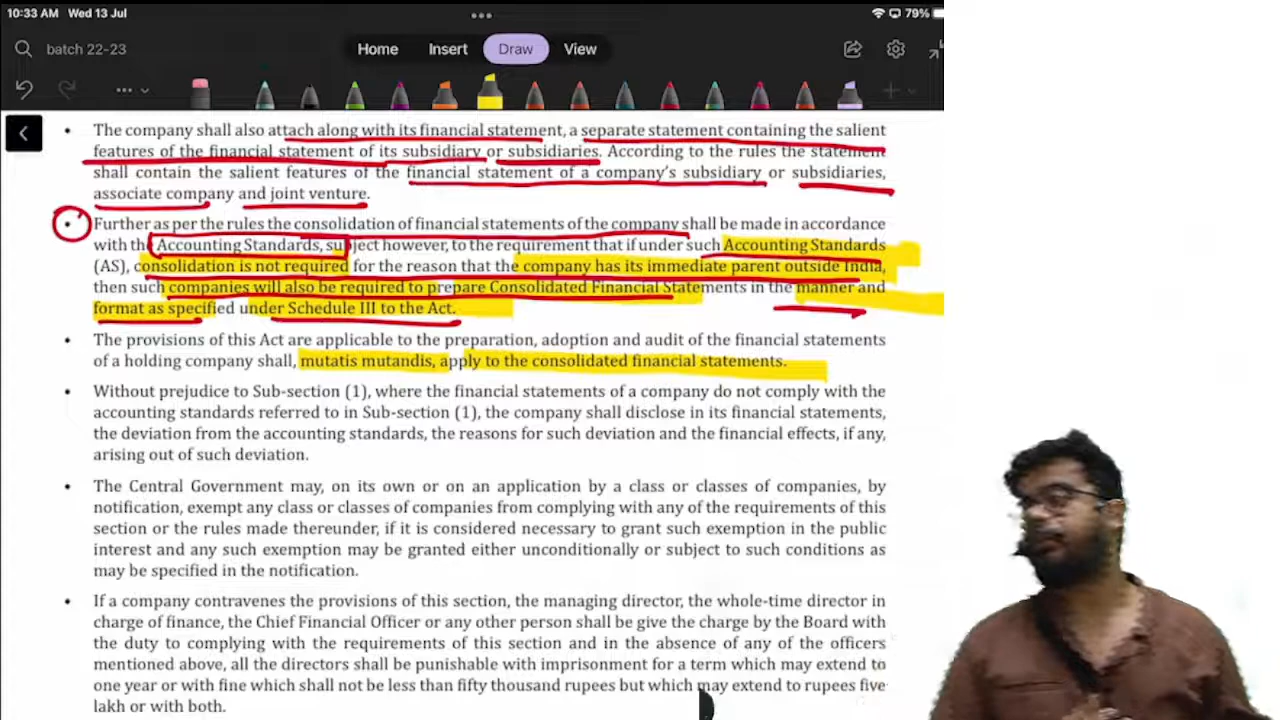 10:33 AM Wed 13 Jul
79%
batch 22-23
Home Insert Draw View
• The company shall also attach along with its financial statement, a separate statement containing the salient
features of the financial statement of its subsidiary or subsidiaries. According to the rules the statement
shall contain the salient features of the financial statement of a company's subsidiary or subsidiaries,
associate company and joint venture.
• Further as per the rules the consolidation of financial statements of the company shall be made in accordance
with the Accounting Standards, subject however, to the requirement that if under such Accounting Standards
(AS), consolidation is not required for the reason that the company has its immediate parent outside India,
then such companies will also be required to prepare Consolidated Financial Statements in the manner and
format as specified under Schedule III to the Act.
• The provisions of this Act are applicable to the preparation, adoption and audit of the financial statements
of a holding company shall, mutatis mutandis, apply to the consolidated financial statements.
• Without prejudice to Sub-section (1), where the financial statements of a company do not comply with the
accounting standards referred to in Sub-section (1), the company shall disclose in its financial statements,
the deviation from the accounting standards, the reasons for such deviation and the financial effects, if any,
arising out of such deviation.
• The Central Government may, on its own or on an application by a class or classes of companies, by
notification, exempt any class or classes of companies from complying with any of the requirements of this
section or the rules made thereunder, if it is considered necessary to grant such exemption in the public
interest and any such exemption may be granted either unconditionally or subject to such conditions as
may be specified in the notification.
• If a company contravenes the provisions of this section, the managing director, the whole-time director in
charge of finance, the Chief Financial Officer or any other person shall be give the charge by the Board with
the duty to complying with the requirements of this section and in the absence of any of the officers
mentioned above, all the directors shall be punishable with imprisonment for a term which may extend to
one year or with fine which shall not be less than fifty thousand rupees but which may extend to rupees five
lakh or with both.